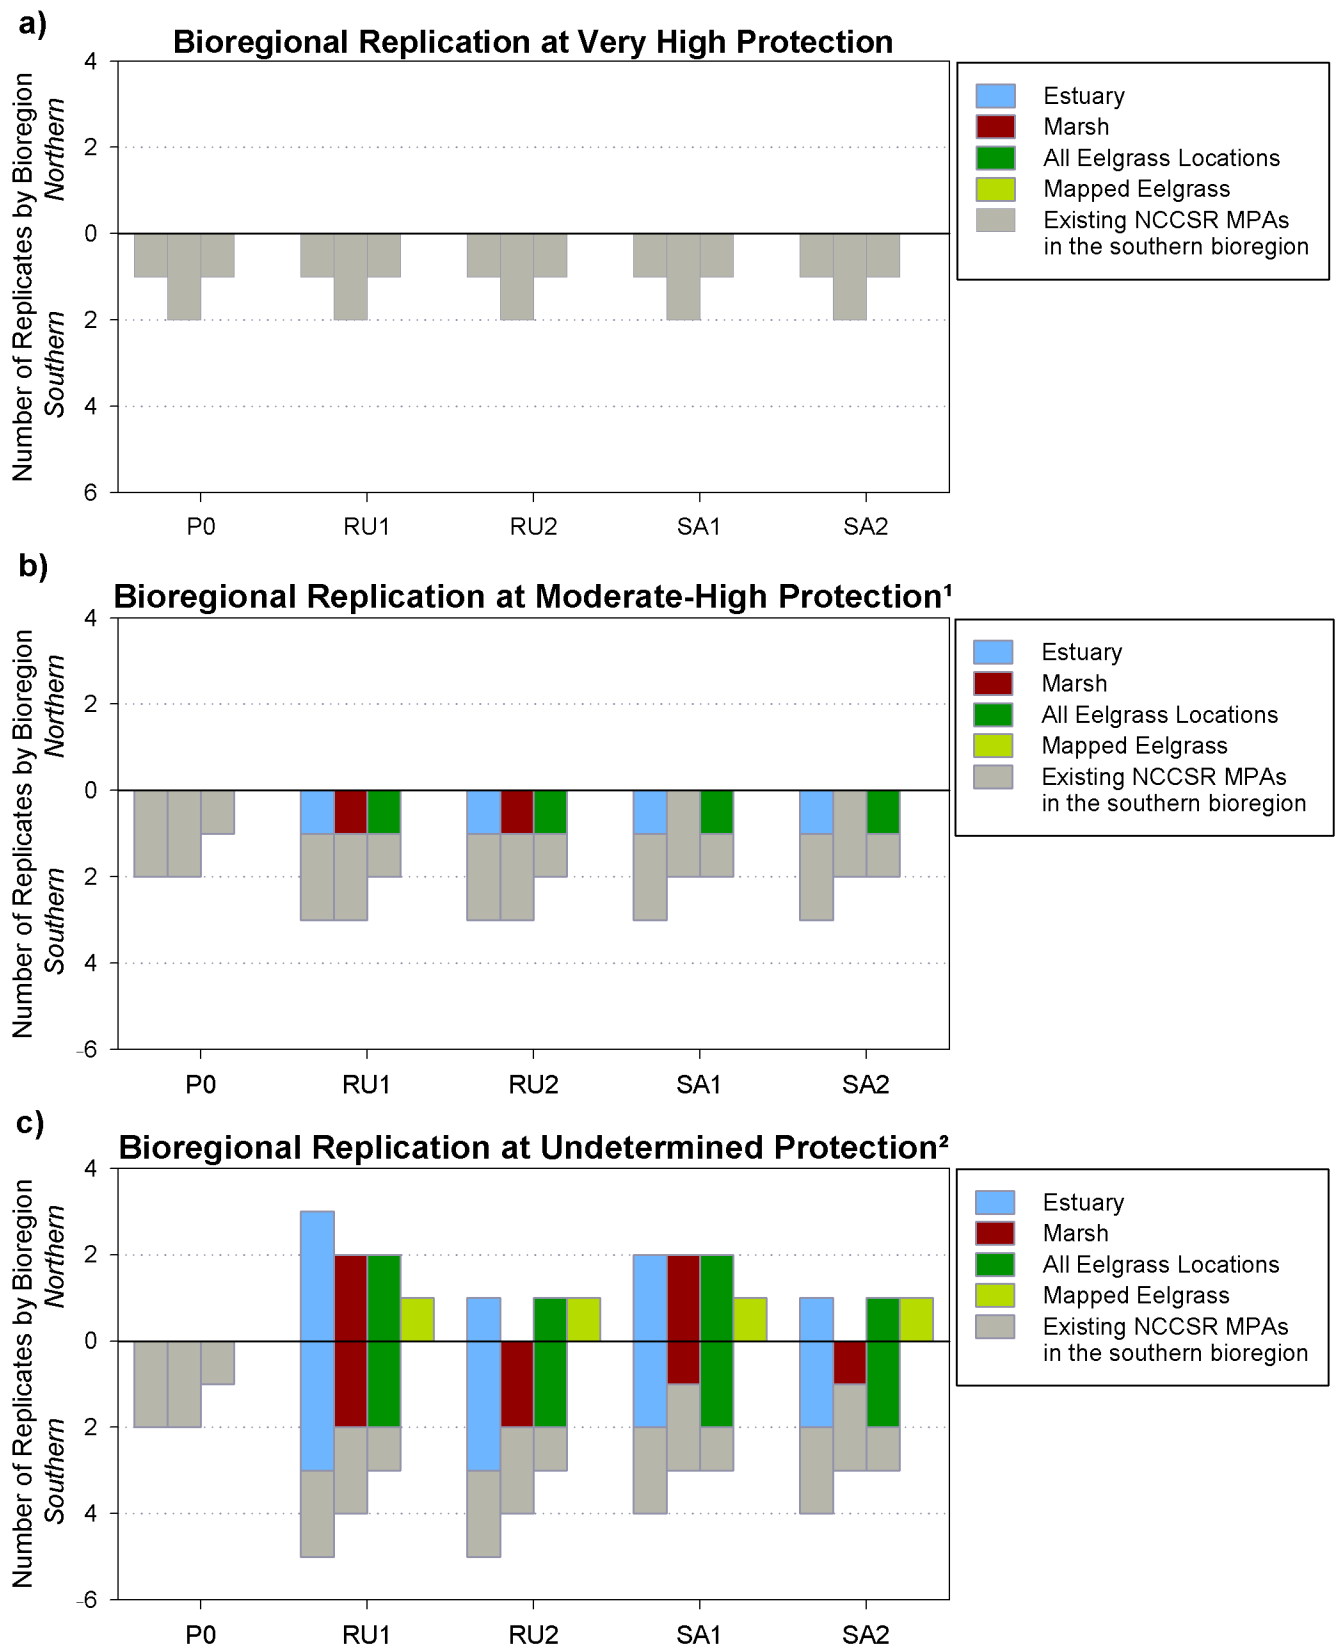 a)
Bioregional Replication at Very High Protection
Number of Replicates by Bioregion
Northern
Southern
4
2
0
2
4
6
P0 RU1 RU2 SA1 SA2
Estuary
Marsh
All Eelgrass Locations
Mapped Eelgrass
Existing NCCSR MPAs
in the southern bioregion
b)
Bioregional Replication at Moderate-High Protection¹
Number of Replicates by Bioregion
Northern
Southern
4
2
0
2
4
-6
P0 RU1 RU2 SA1 SA2
Estuary
Marsh
All Eelgrass Locations
Mapped Eelgrass
Existing NCCSR MPAs
in the southern bioregion
c)
Bioregional Replication at Undetermined Protection²
Number of Replicates by Bioregion
Northern
Southern
4
2
0
2
4
-6
P0 RU1 RU2 SA1 SA2
Estuary
Marsh
All Eelgrass Locations
Mapped Eelgrass
Existing NCCSR MPAs
in the southern bioregion